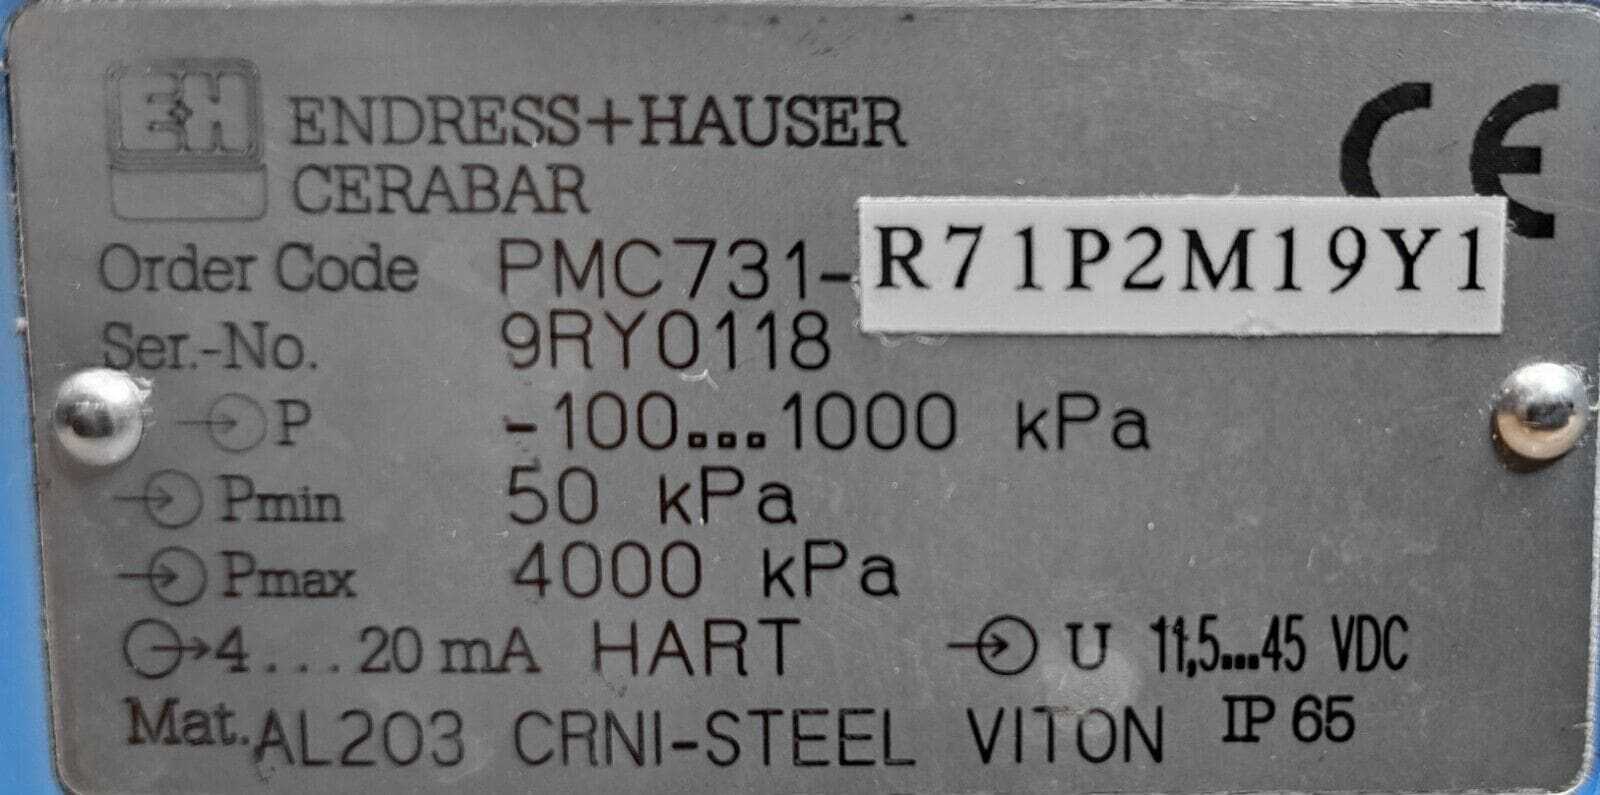 E+H ENDRESS+HAUSER
CERABAR
CE
Order Code PMC731-R71P2M19Y1
Ser.-No. 9RY0118
P -100...1000 kPa
Pmin 50 kPa
Pmax 4000 kPa
4...20 mA HART U 11,5...45 VDC
Mat. AL2O3 CRNI-STEEL VITON IP 65